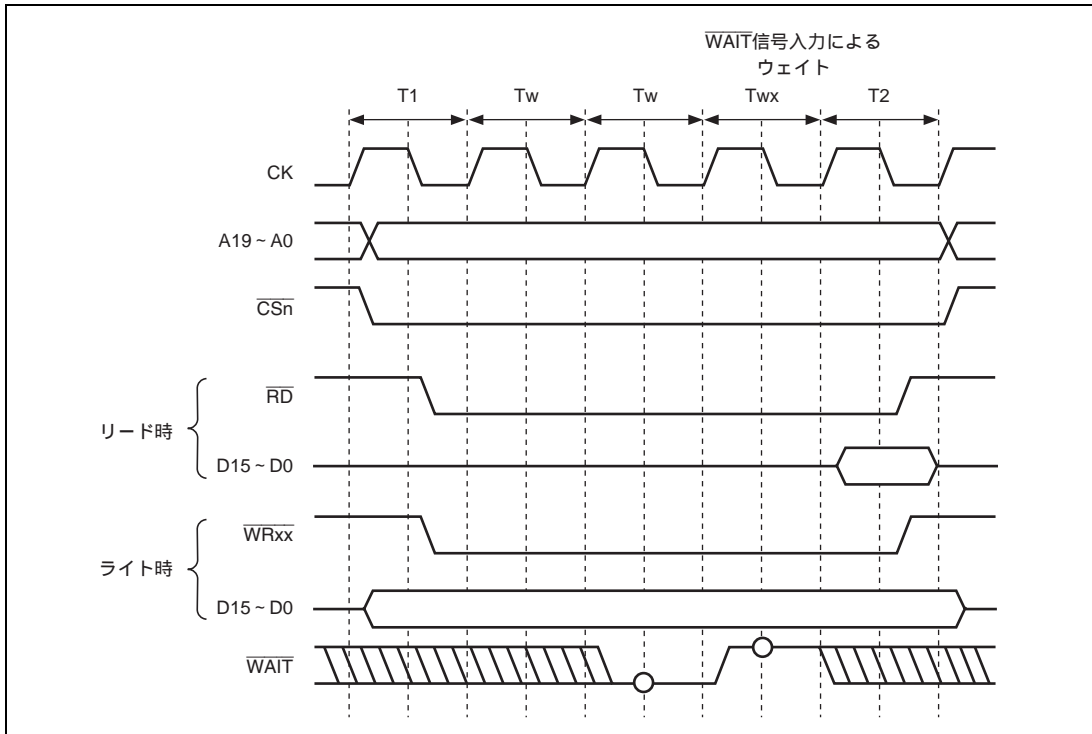 WAIT信号入力による
ウェイト
T1 Tw Tw Twx T2
CK
A19 ~ A0
CSn
RD
リード時
D15 ~ D0
WRxx
ライト時
D15 ~ D0
WAIT